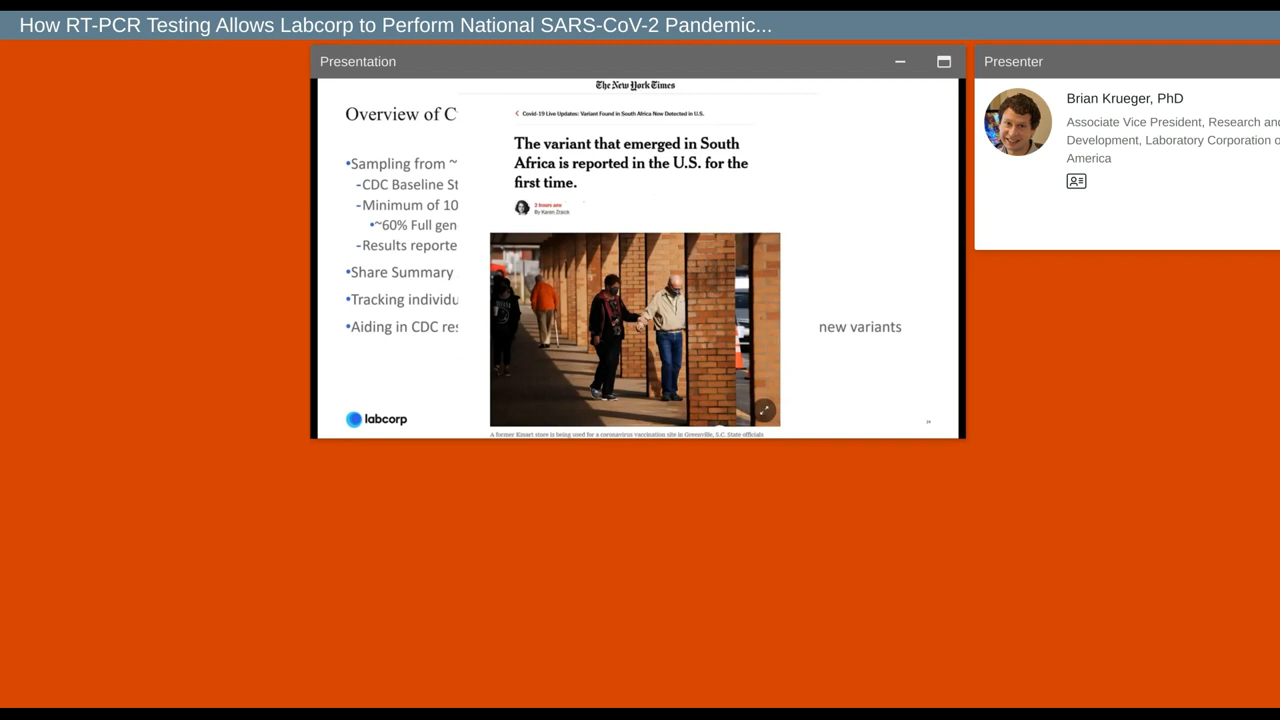 How RT-PCR Testing Allows Labcorp to Perform National SARS-CoV-2 Pandemic...
Presentation
The New York Times
Overview of C
Covid-19 Live Updates: Variant Found in South Africa Now Detected in U.S.
The variant that emerged in South
Africa is reported in the U.S. for the
first time.
2 hours ago
By Karen Zraick
•Sampling from ~
-CDC Baseline St
-Minimum of 10
•~60% Full gen
-Results reporte
•Share Summary
•Tracking individu
•Aiding in CDC res
new variants
labcorp
A former Kmart store is being used for a coronavirus vaccination site in Greenville, S.C. State officials
Presenter
Brian Krueger, PhD
Associate Vice President, Research and
Development, Laboratory Corporation o
America